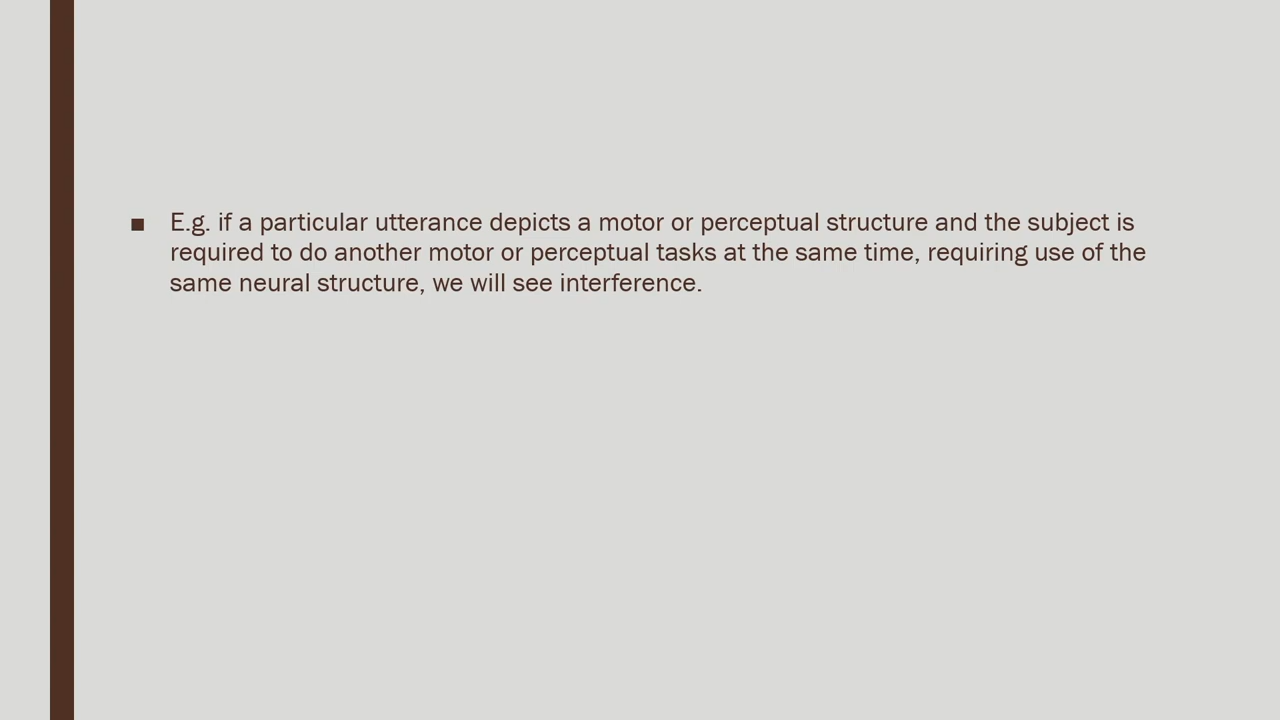 ■ E.g. if a particular utterance depicts a motor or perceptual structure and the subject is
required to do another motor or perceptual tasks at the same time, requiring use of the
same neural structure, we will see interference.